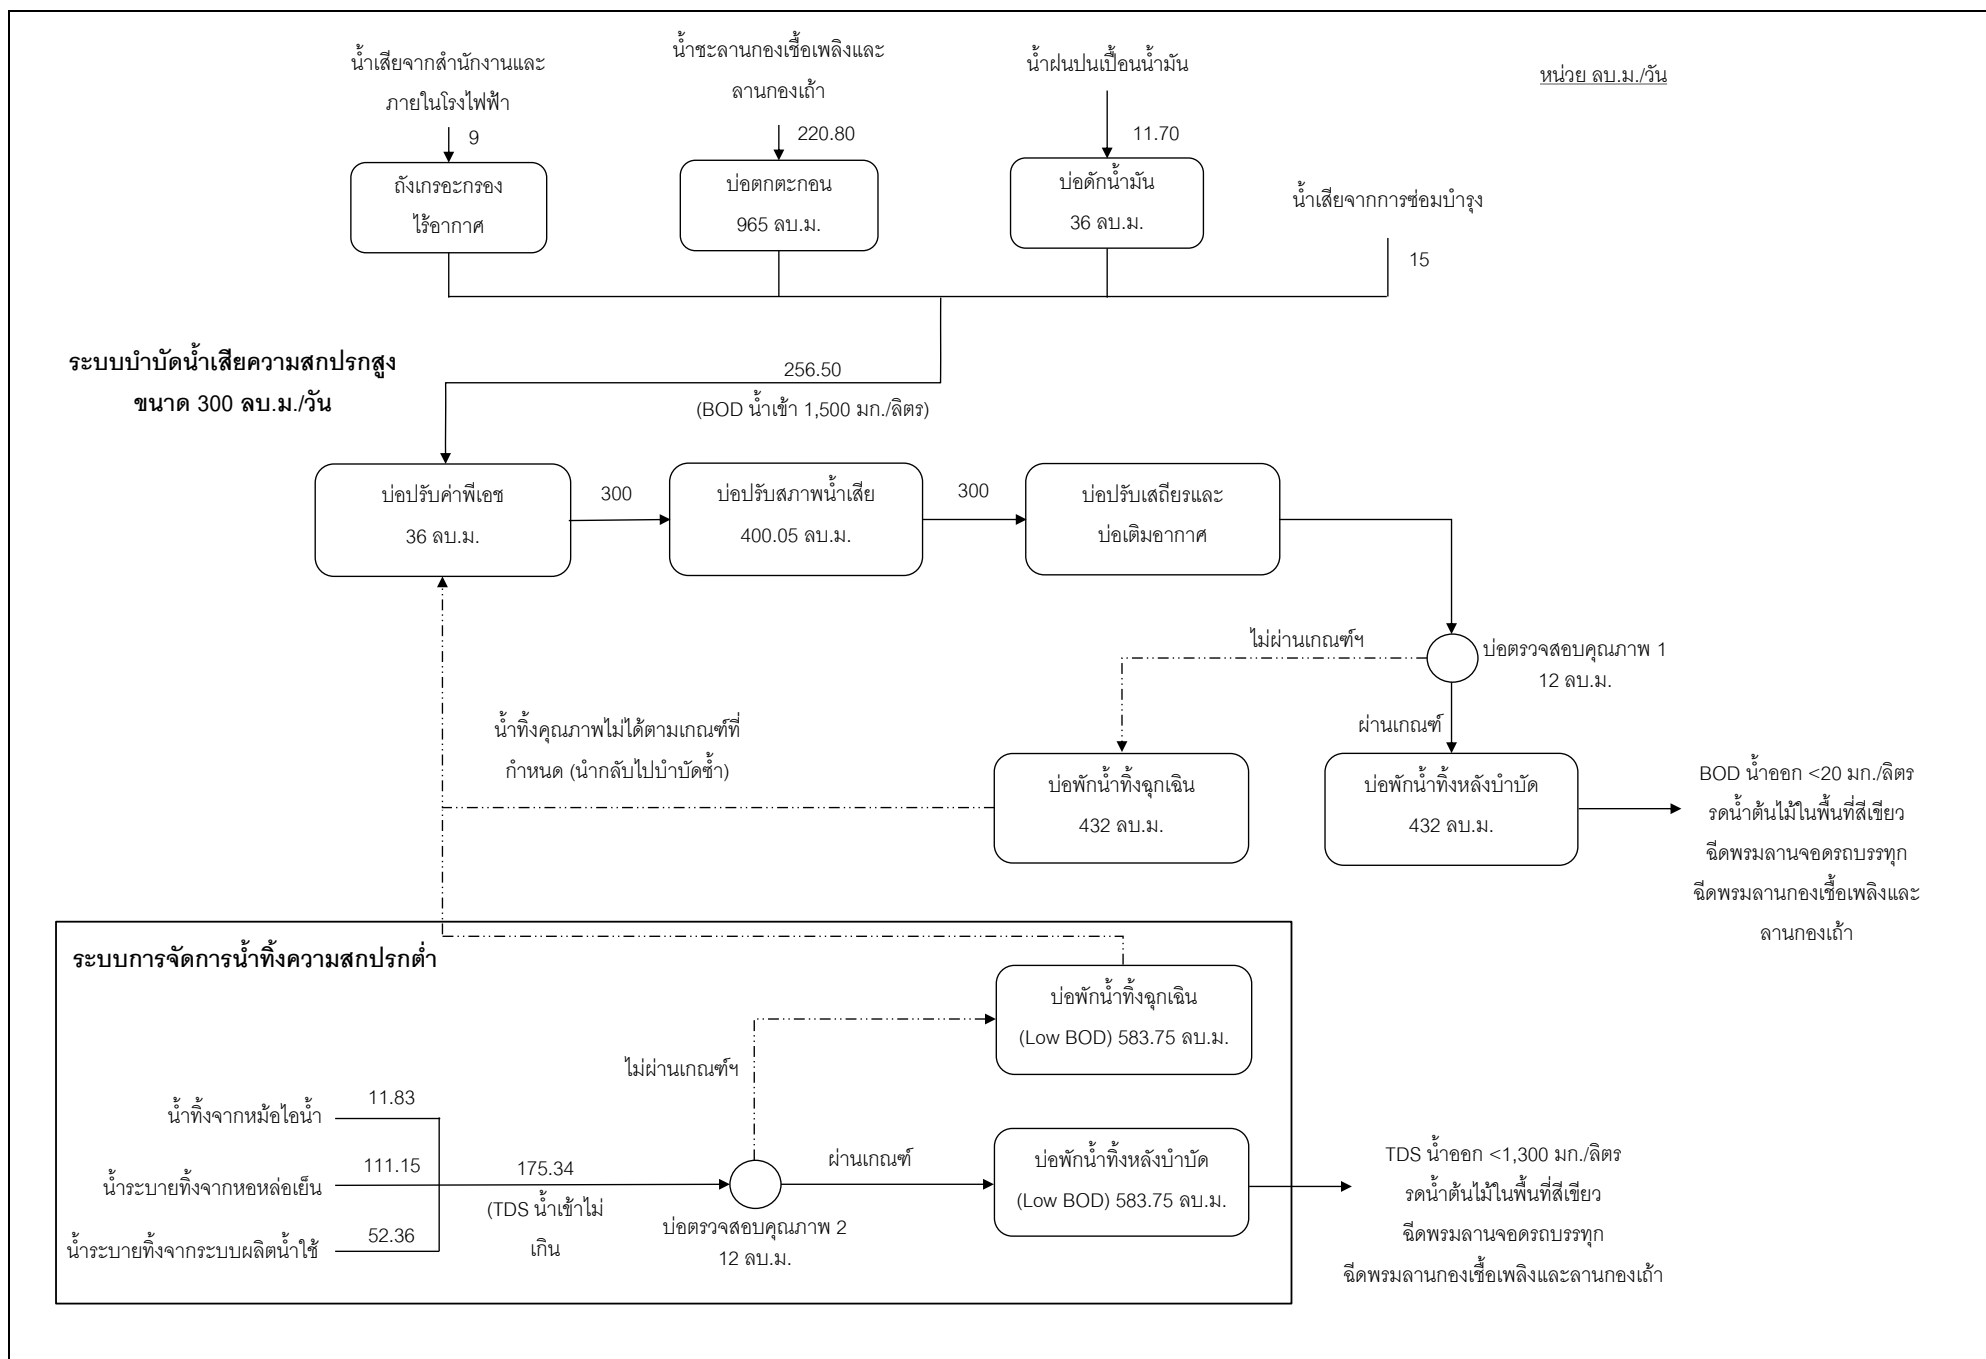 น้ำเสียจากสำนักงานและ
ภายในโรงไฟฟ้า
9
น้ำชะลานกองเชื้อเพลิงและ
ลานกองเถ้า
220.80
น้ำฝนปนเปื้อนน้ำมัน
11.70
หน่วย ลบ.ม./วัน
ถังเกรอะกรอง
ไร้อากาศ
บ่อตกตะกอน
965 ลบ.ม.
บ่อดักน้ำมัน
36 ลบ.ม.
น้ำเสียจากการซ่อมบำรุง
15
ระบบบำบัดน้ำเสียความสกปรกสูง
ขนาด 300 ลบ.ม./วัน
256.50
(BOD น้ำเข้า 1,500 มก./ลิตร)
บ่อปรับค่าพีเอช
36 ลบ.ม.
300
บ่อปรับสภาพน้ำเสีย
400.05 ลบ.ม.
300
บ่อปรับเสถียรและ
บ่อเติมอากาศ
ไม่ผ่านเกณฑ์ฯ
บ่อตรวจสอบคุณภาพ 1
12 ลบ.ม.
ผ่านเกณฑ์
น้ำทิ้งคุณภาพไม่ได้ตามเกณฑ์ที่
กำหนด (นำกลับไปบำบัดซ้ำ)
บ่อพักน้ำทิ้งฉุกเฉิน
432 ลบ.ม.
บ่อพักน้ำทิ้งหลังบำบัด
432 ลบ.ม.
BOD น้ำออก <20 มก./ลิตร
รดน้ำต้นไม้ในพื้นที่สีเขียว
ฉีดพรมลานจอดรถบรรทุก
ฉีดพรมลานกองเชื้อเพลิงและ
ลานกองเถ้า
ระบบการจัดการน้ำทิ้งความสกปรกต่ำ
บ่อพักน้ำทิ้งฉุกเฉิน
(Low BOD) 583.75 ลบ.ม.
ไม่ผ่านเกณฑ์ฯ
น้ำทิ้งจากหม้อไอน้ำ
11.83
น้ำระบายทิ้งจากหอหล่อเย็น
111.15
น้ำระบายทิ้งจากระบบผลิตน้ำใช้
52.36
175.34
(TDS น้ำเข้าไม่
เกิน
บ่อตรวจสอบคุณภาพ 2
12 ลบ.ม.
ผ่านเกณฑ์
บ่อพักน้ำทิ้งหลังบำบัด
(Low BOD) 583.75 ลบ.ม.
TDS น้ำออก <1,300 มก./ลิตร
รดน้ำต้นไม้ในพื้นที่สีเขียว
ฉีดพรมลานจอดรถบรรทุก
ฉีดพรมลานกองเชื้อเพลิงและลานกองเถ้า